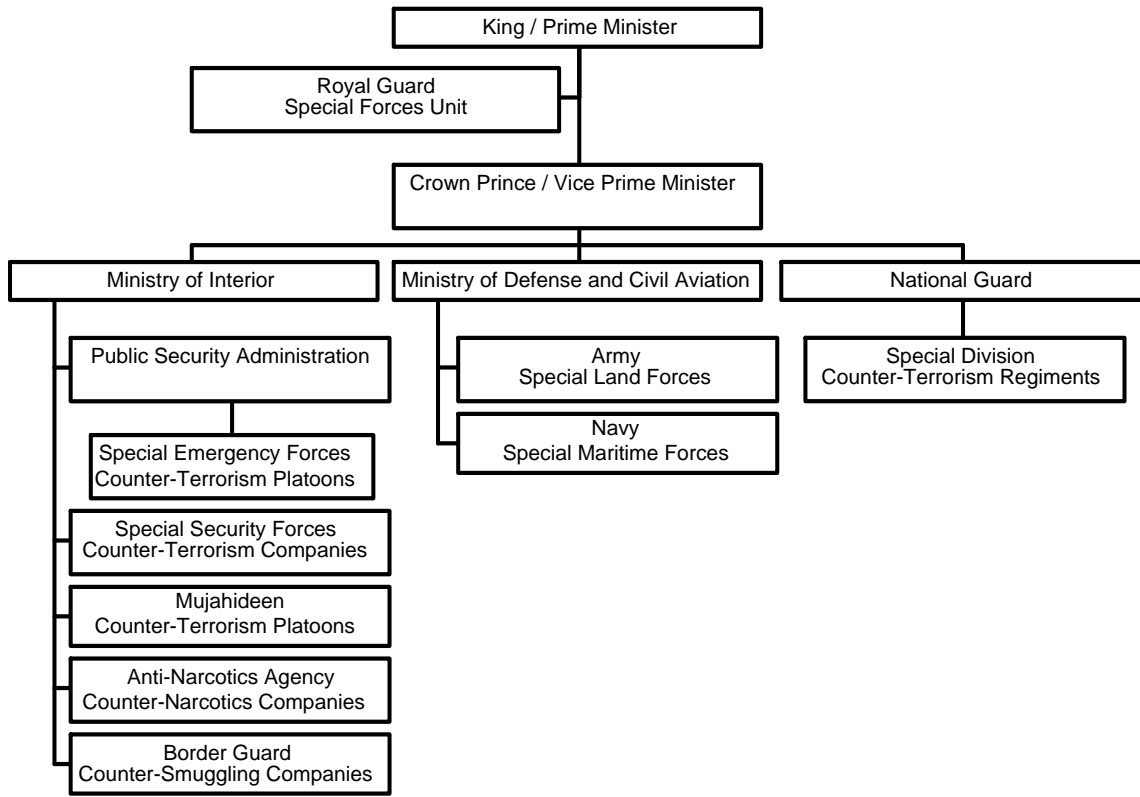 King / Prime Minister
Royal Guard
Special Forces Unit
Crown Prince / Vice Prime Minister
Ministry of Interior
Ministry of Defense and Civil Aviation
National Guard
Public Security Administration
Army
Special Land Forces
Special Division
Counter-Terrorism Regiments
Navy
Special Maritime Forces
Special Emergency Forces
Counter-Terrorism Platoons
Special Security Forces
Counter-Terrorism Companies
Mujahideen
Counter-Terrorism Platoons
Anti-Narcotics Agency
Counter-Narcotics Companies
Border Guard
Counter-Smuggling Companies